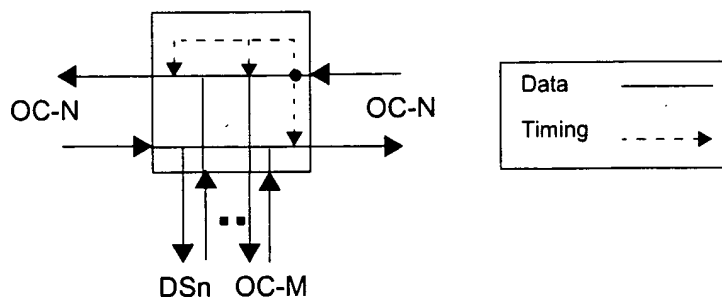 OC-N
OC-N
Data
Timing
DSn
OC-M